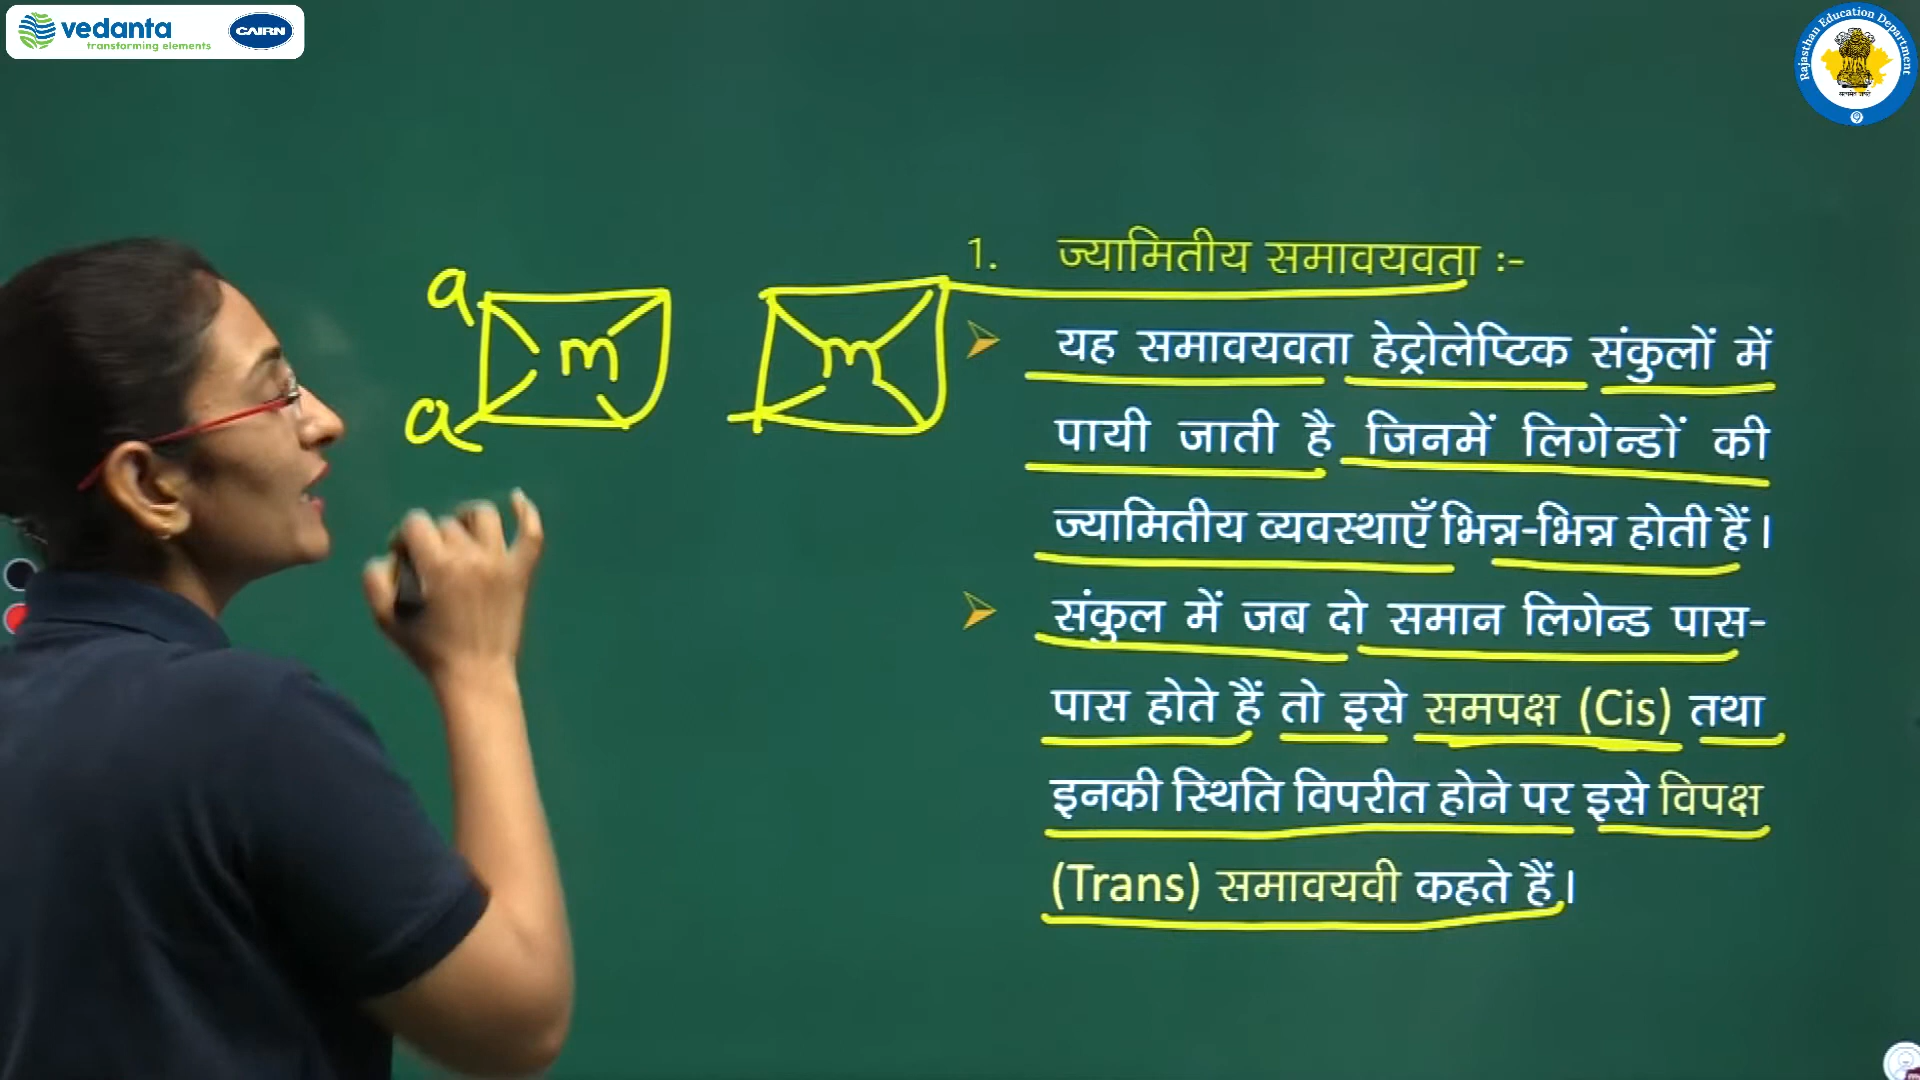 vedanta
transforming elements
CAIRN
Rajasthan Education Department
1. ज्यामितीय समावयवता :-
यह समावयवता हेट्रोलेप्टिक संकुलों में
पायी जाती है जिनमें लिगेन्डों की
ज्यामितीय व्यवस्थाएँ भिन्न-भिन्न होती हैं।
संकुल में जब दो समान लिगेन्ड पास-
पास होते हैं तो इसे समपक्ष (Cis) तथा
इनकी स्थिति विपरीत होने पर इसे विपक्ष
(Trans) समावयवी कहते हैं।
a
m
a
m